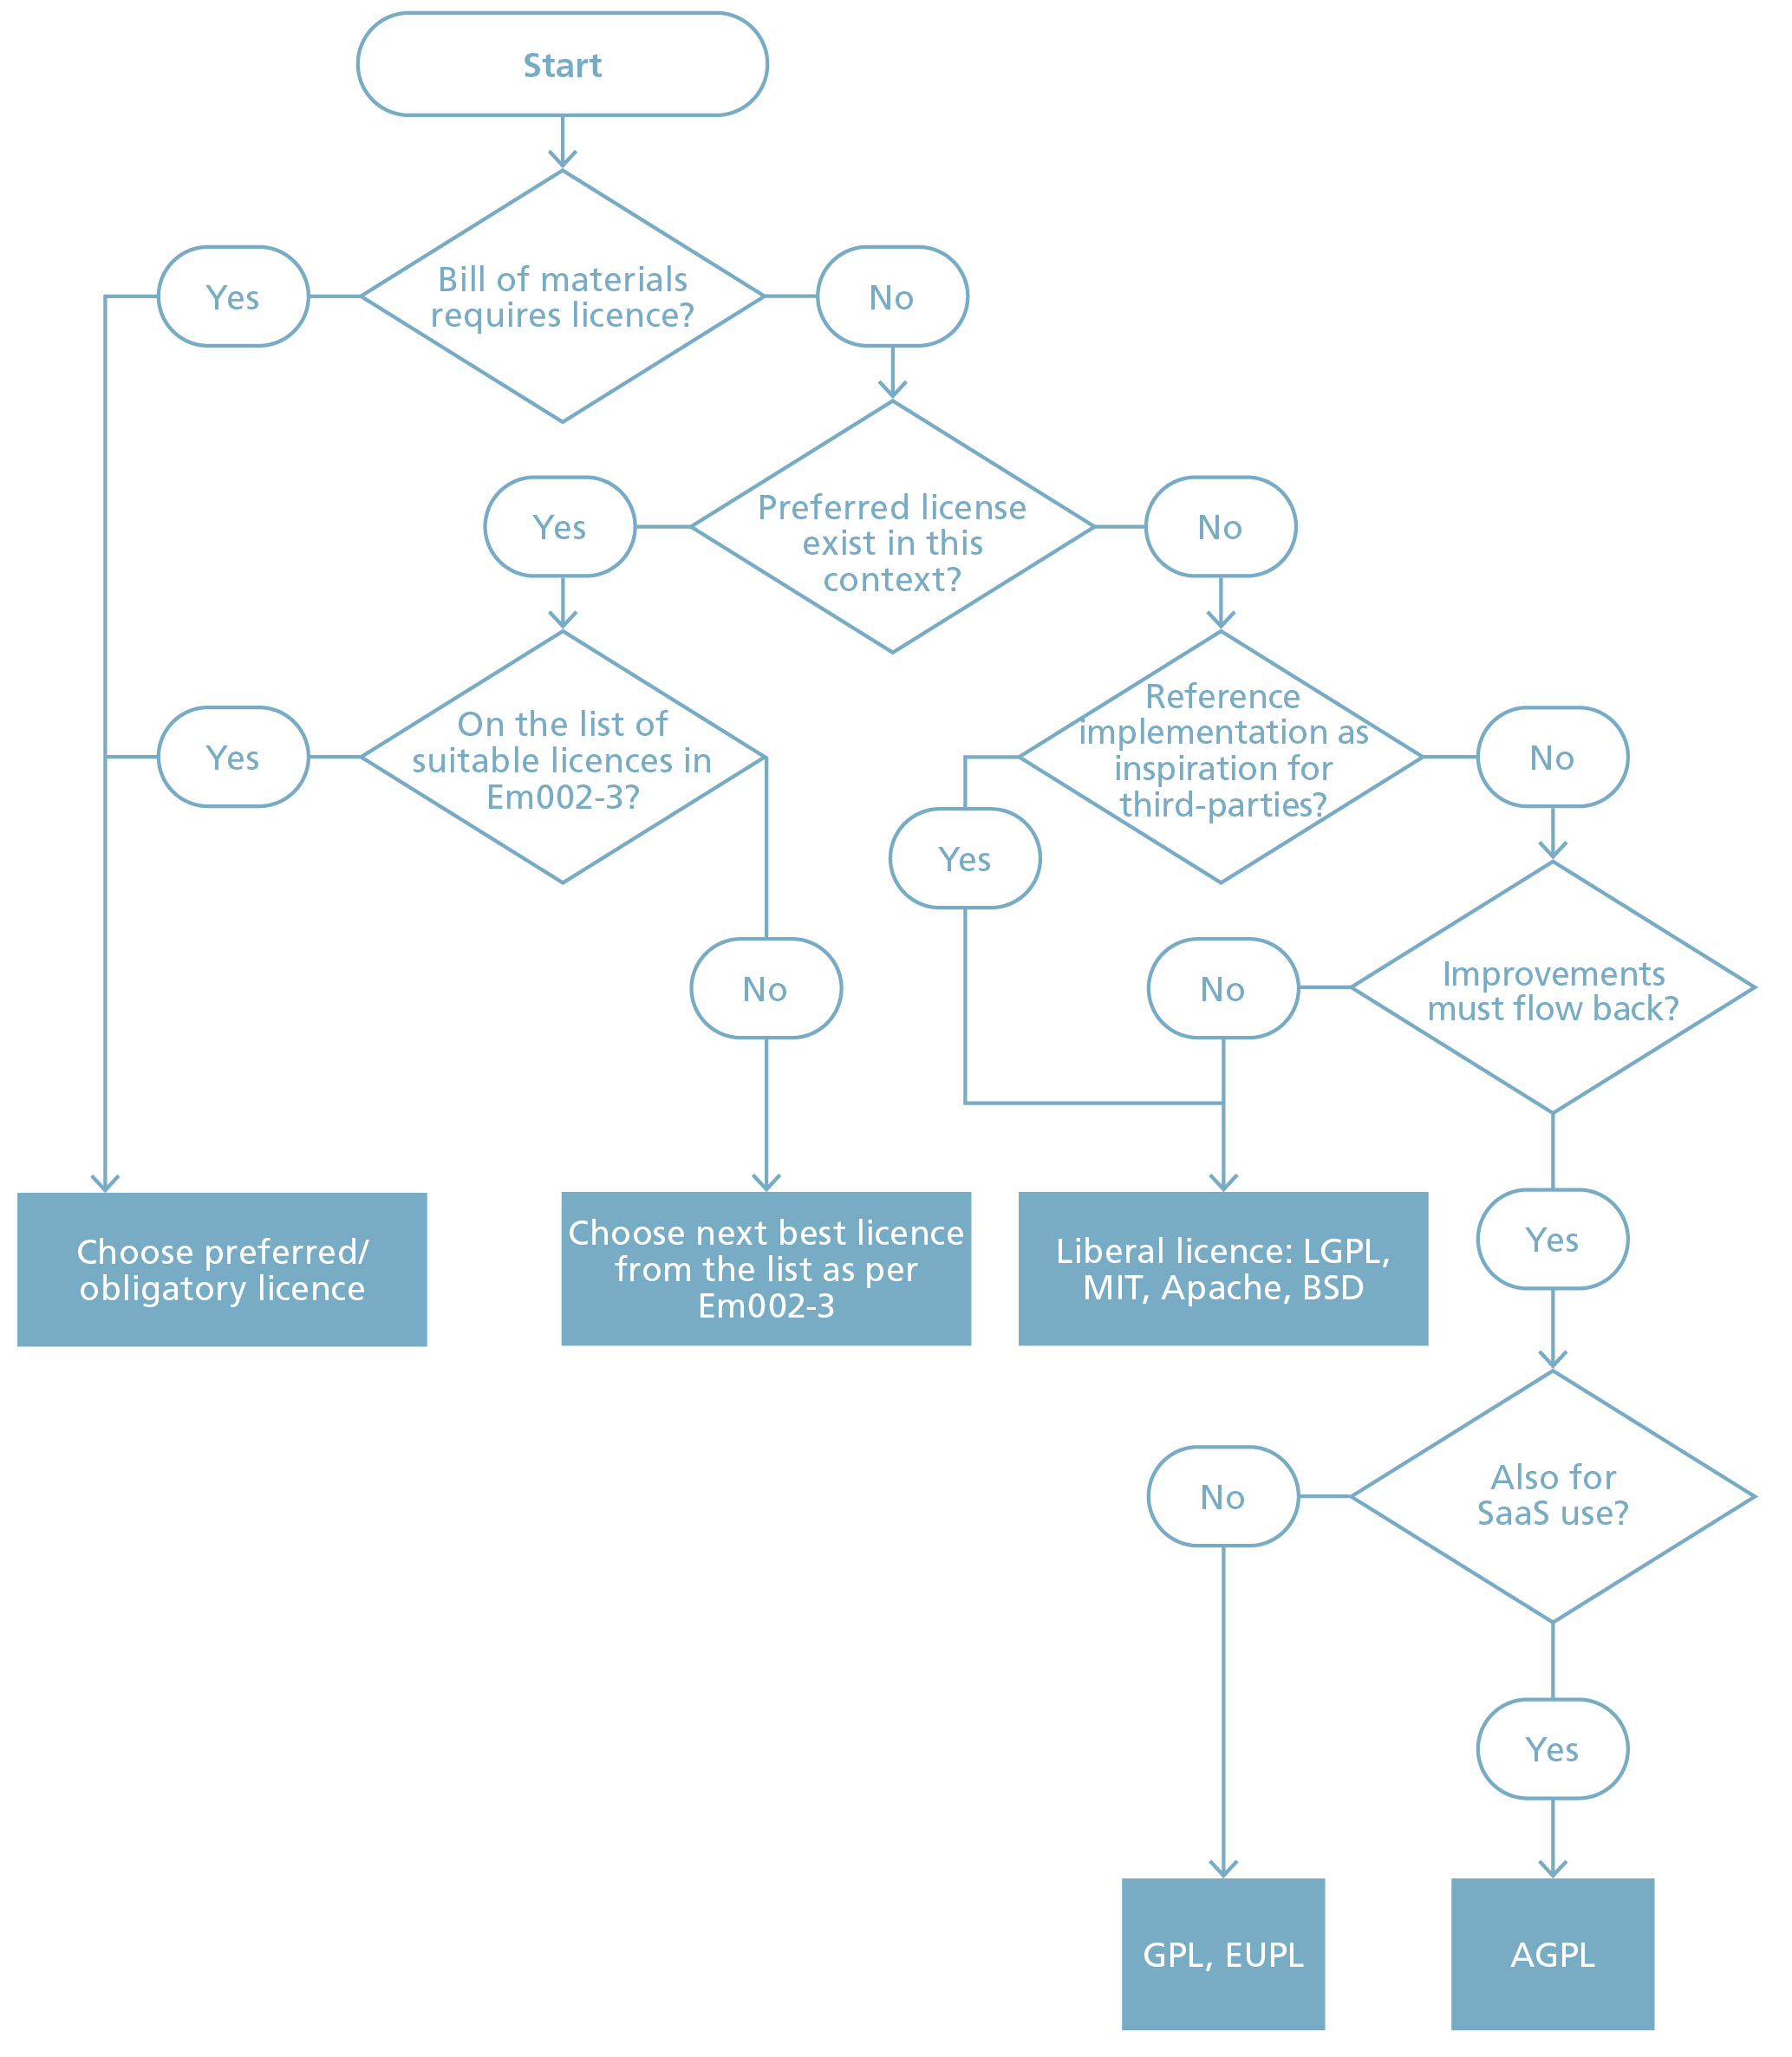 Start
Bill of materials
requires licence?
Yes
No
Preferred license
exist in this
context?
Yes
No
On the list of
suitable licences in
Em002-3?
Yes
No
Reference
implementation as
inspiration for
third-parties?
Yes
No
Improvements
must flow back?
No
Yes
Choose preferred/
obligatory licence
Choose next best licence
from the list as per
Em002-3
Liberal licence: LGPL,
MIT, Apache, BSD
Also for
SaaS use?
No
Yes
GPL, EUPL
AGPL